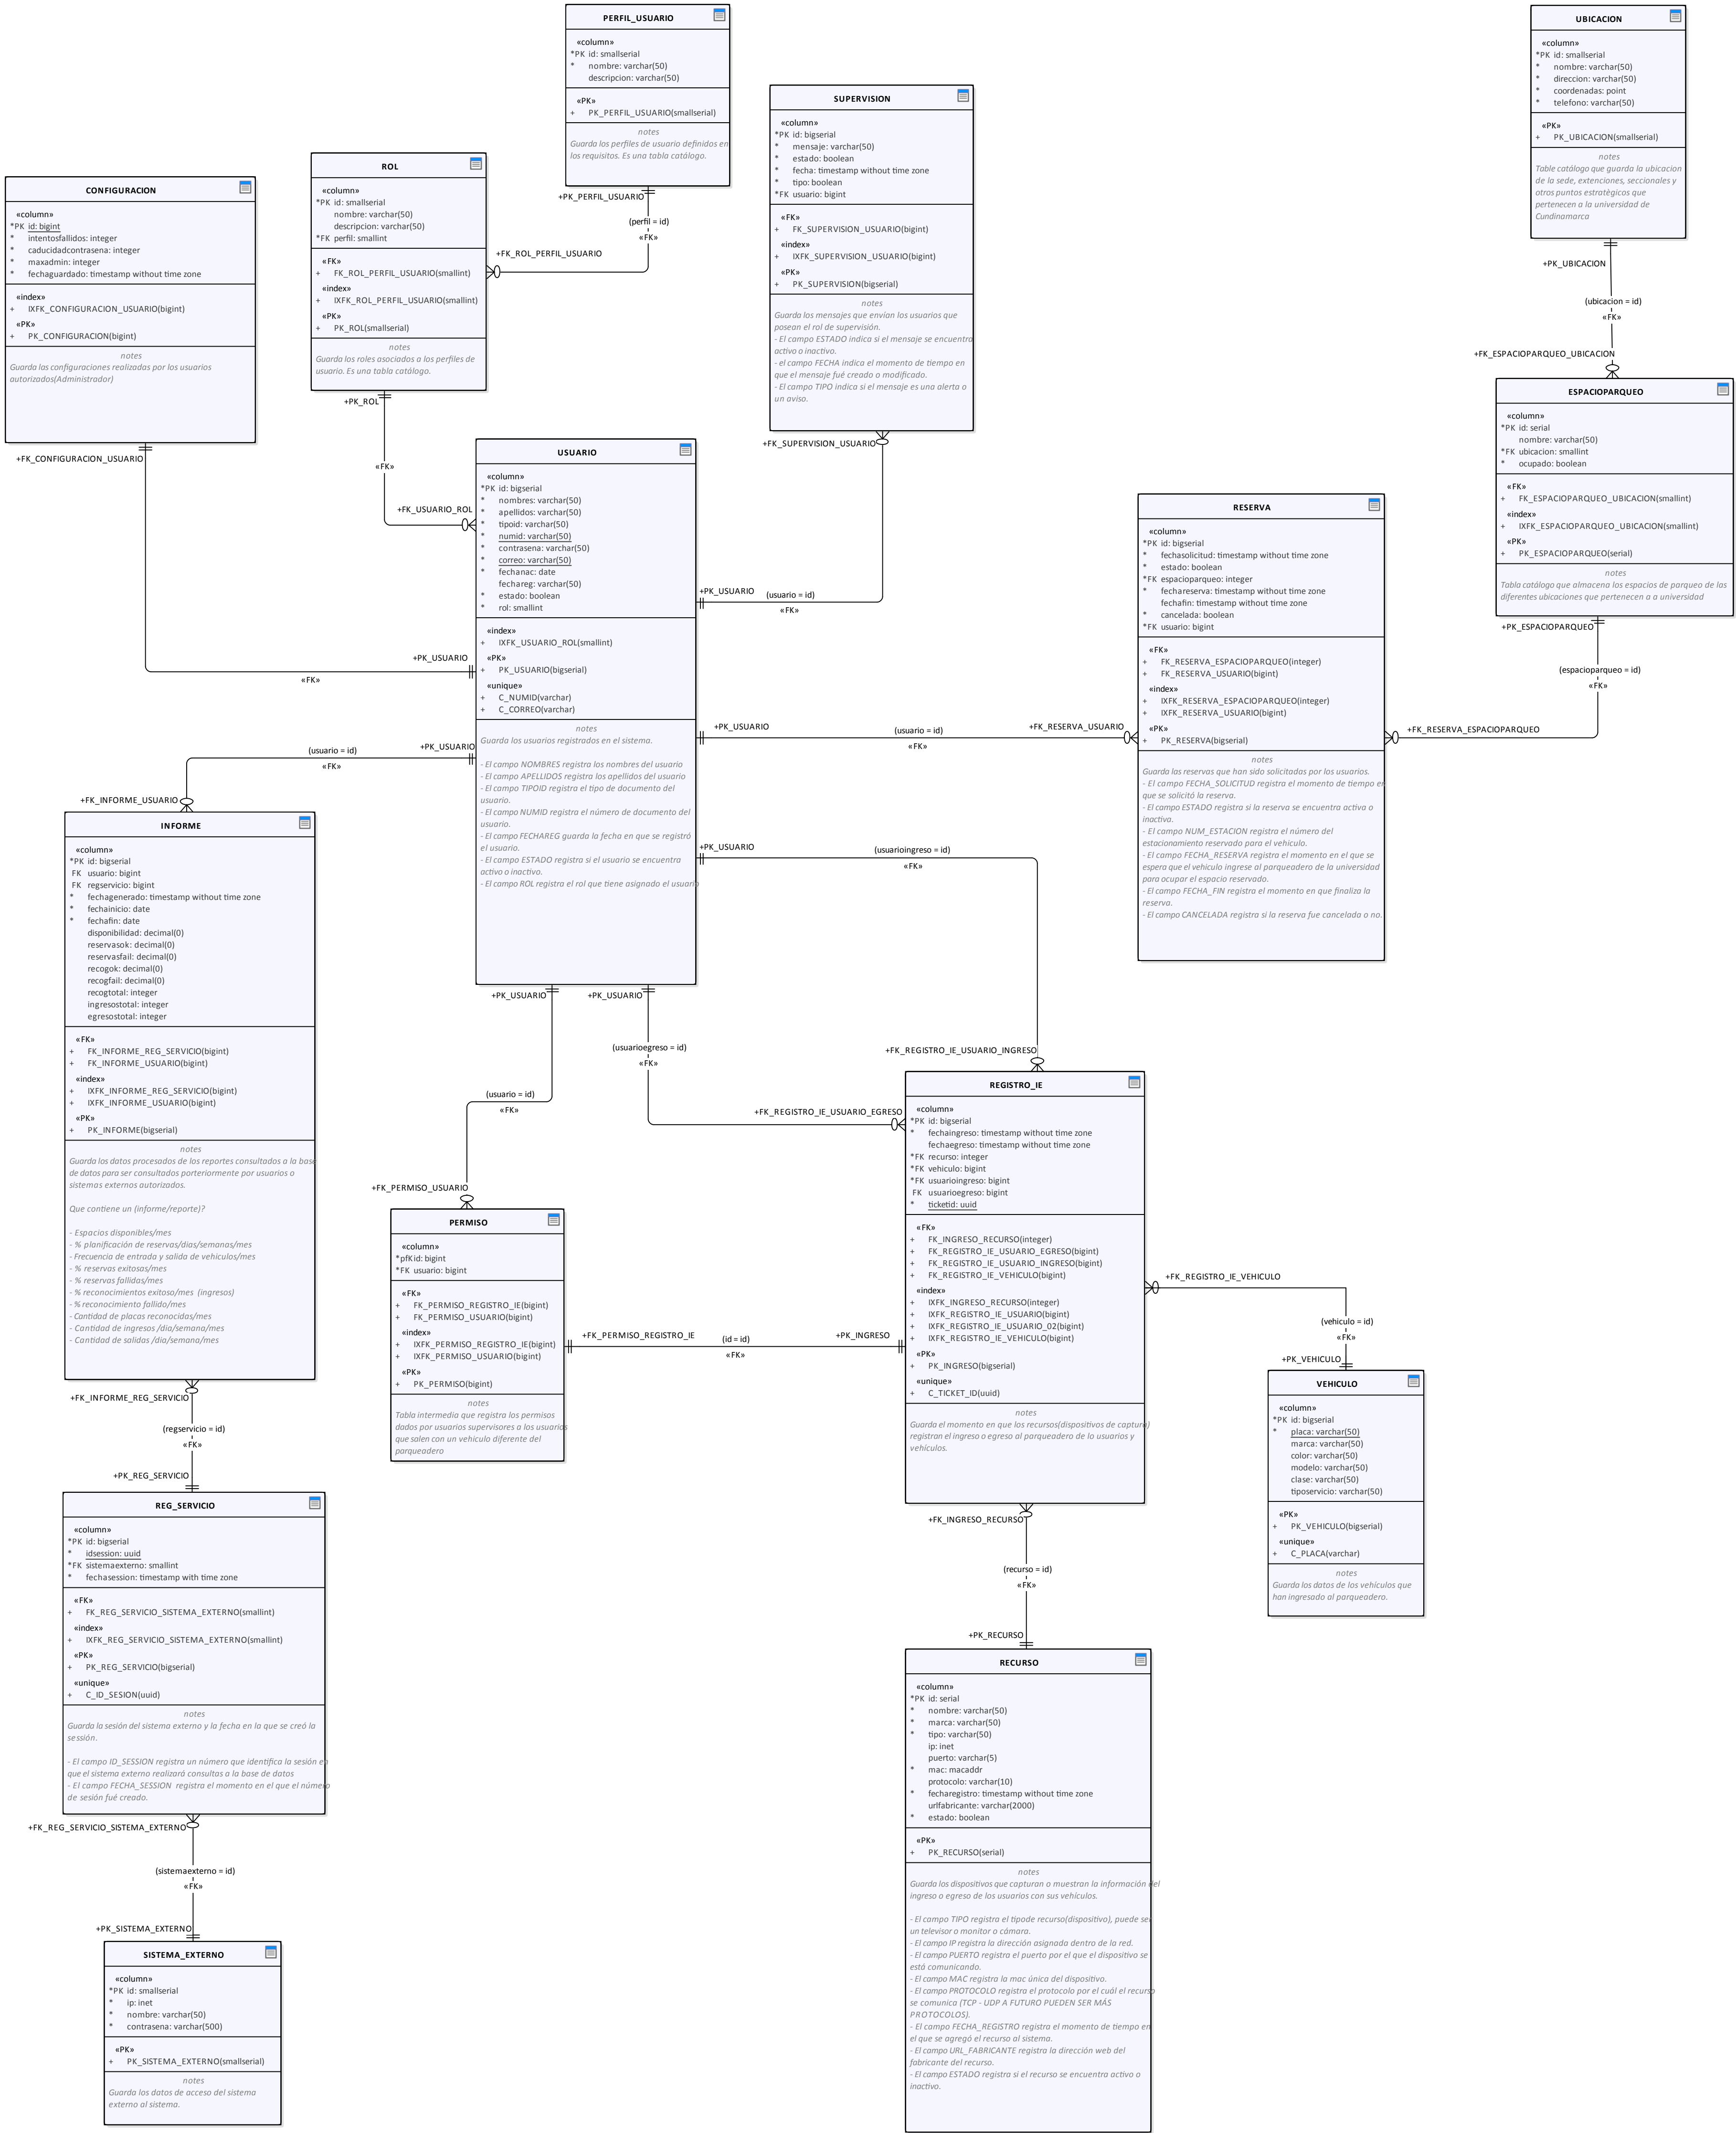 PERFIL_USUARIO
«column»
*PK id: smallserial
* nombre: varchar(50)
descripcion: varchar(50)
«PK»
+ PK_PERFIL_USUARIO(smallserial)
notes
Guarda los perfiles de usuario definidos en
los requisitos. Es una tabla catálogo.
+PK_PERFIL_USUARIO
(perfil = id)
«FK»
+FK_ROL_PERFIL_USUARIO
UBICACION
«column»
*PK id: smallserial
* nombre: varchar(50)
* direccion: varchar(50)
* coordenadas: point
* telefono: varchar(50)
«PK»
+ PK_UBICACION(smallserial)
notes
Table catálogo que guarda la ubicacion
de la sede, extenciones, seccionales y
otros puntos estratègicos que
pertenecen a la universidad de
Cundinamarca
+PK_UBICACION
(ubicacion = id)
«FK»
+FK_ESPACIOPARQUEO_UBICACION
SUPERVISION
«column»
*PK id: bigserial
* mensaje: varchar(50)
* estado: boolean
* fecha: timestamp without time zone
* tipo: boolean
*FK usuario: bigint
«FK»
+ FK_SUPERVISION_USUARIO(bigint)
«index»
+ IXFK_SUPERVISION_USUARIO(bigint)
«PK»
+ PK_SUPERVISION(bigserial)
notes
Guarda los mensajes que envían los usuarios que
posean el rol de supervisión.
- El campo ESTADO indica si el mensaje se encuentra
activo o inactivo.
- el campo FECHA indica el momento de tiempo en
que el mensaje fué creado o modificado.
- El campo TIPO indica si el mensaje es una alerta o
un aviso.
+FK_SUPERVISION_USUARIO
ROL
«column»
*PK id: smallserial
nombre: varchar(50)
descripcion: varchar(50)
*FK perfil: smallint
«FK»
+ FK_ROL_PERFIL_USUARIO(smallint)
«index»
+ IXFK_ROL_PERFIL_USUARIO(smallint)
«PK»
+ PK_ROL(smallserial)
notes
Guarda los roles asociados a los perfiles de
usuario. Es una tabla catálogo.
+PK_ROL
«FK»
+FK_USUARIO_ROL
CONFIGURACION
«column»
*PK id: bigint
* intentosfallidos: integer
* caducidadcontrasena: integer
* maxadmin: integer
* fechaguardado: timestamp without time zone
«index»
+ IXFK_CONFIGURACION_USUARIO(bigint)
«PK»
+ PK_CONFIGURACION(bigint)
notes
Guarda las configuraciones realizadas por los usuarios
autorizados(Administrador)
+FK_CONFIGURACION_USUARIO
+PK_USUARIO
«FK»
USUARIO
«column»
*PK id: bigserial
* nombres: varchar(50)
* apellidos: varchar(50)
* tipoid: varchar(50)
* numid: varchar(50)
* contrasena: varchar(50)
* correo: varchar(50)
* fechanac: date
fechareg: varchar(50)
* estado: boolean
* rol: smallint
«index»
+ IXFK_USUARIO_ROL(smallint)
«PK»
+ PK_USUARIO(bigserial)
«unique»
+ C_NUMID(varchar)
+ C_CORREO(varchar)
notes
Guarda los usuarios registrados en el sistema.
- El campo NOMBRES registra los nombres del usuario
- El campo APELLIDOS registra los apellidos del usuario
- El campo TIPOID registra el tipo de documento del
usuario.
- El campo NUMID registra el número de documento del
usuario.
- El campo FECHAREG guarda la fecha en que se registró
el usuario.
- El campo ESTADO registra si el usuario se encuentra
activo o inactivo.
- El campo ROL registra el rol que tiene asignado el usuario
+PK_USUARIO
(usuario = id)
«FK»
ESPACIOPARQUEO
«column»
*PK id: serial
nombre: varchar(50)
*FK ubicacion: smallint
* ocupado: boolean
«FK»
+ FK_ESPACIOPARQUEO_UBICACION(smallint)
«index»
+ IXFK_ESPACIOPARQUEO_UBICACION(smallint)
«PK»
+ PK_ESPACIOPARQUEO(serial)
notes
Tabla catálogo que almacena los espacios de parqueo de las
diferentes ubicaciones que pertenecen a a universidad
+PK_ESPACIOPARQUEO
(espacioparqueo = id)
«FK»
+FK_RESERVA_ESPACIOPARQUEO
RESERVA
«column»
*PK id: bigserial
* fechasolicitud: timestamp without time zone
* estado: boolean
*FK espacioparqueo: integer
* fechareserva: timestamp without time zone
fechafin: timestamp without time zone
* cancelada: boolean
*FK usuario: bigint
«FK»
+ FK_RESERVA_ESPACIOPARQUEO(integer)
+ FK_RESERVA_USUARIO(bigint)
«index»
+ IXFK_RESERVA_ESPACIOPARQUEO(integer)
+ IXFK_RESERVA_USUARIO(bigint)
«PK»
+ PK_RESERVA(bigserial)
notes
Guarda las reservas que han sido solicitadas por los usuarios.
- El campo FECHA_SOLICITUD registra el momento de tiempo en
que se solicitó la reserva.
- El campo ESTADO registra si la reserva se encuentra activa o
inactiva.
- El campo NUM_ESTACION registra el número del
estacionamiento reservado para el vehículo.
- El campo FECHA_RESERVA registra el momento en el que se
espera que el vehículo ingrese al parqueadero de la universidad
para ocupar el espacio reservado.
- El campo FECHA_FIN registra el momento en que finaliza la
reserva.
- El campo CANCELADA registra si la reserva fue cancelada o no.
+PK_USUARIO
(usuario = id)
«FK»
+FK_RESERVA_USUARIO
+PK_USUARIO
(usuario = id)
«FK»
+FK_INFORME_USUARIO
+PK_USUARIO
(usuarioingreso = id)
«FK»
+FK_REGISTRO_IE_USUARIO_INGRESO
INFORME
«column»
*PK id: bigserial
FK usuario: bigint
FK regservicio: bigint
* fechagenerado: timestamp without time zone
* fechainicio: date
* fechafin: date
disponibilidad: decimal(0)
reservasok: decimal(0)
reservasfail: decimal(0)
recogok: decimal(0)
recogfail: decimal(0)
recogtotal: integer
ingresostotal: integer
egresostotal: integer
«FK»
+ FK_INFORME_REG_SERVICIO(bigint)
+ FK_INFORME_USUARIO(bigint)
«index»
+ IXFK_INFORME_REG_SERVICIO(bigint)
+ IXFK_INFORME_USUARIO(bigint)
«PK»
+ PK_INFORME(bigserial)
notes
Guarda los datos procesados de los reportes consultados a la base
de datos para ser consultados porteriormente por usuarios o
sistemas externos autorizados.
Que contiene un (informe/reporte)?
- Espacios disponibles/mes
- % planificación de reservas/dias/semanas/mes
- Frecuencia de entrada y salida de vehiculos/mes
- % reservas exitosas/mes
- % reservas fallidas/mes
- % reconocimientos exitoso/mes (ingresos)
- % reconocimiento fallido/mes
- Cantidad de placas reconocidas/mes
- Cantidad de ingresos /dia/semana/mes
- Cantidad de salidas /dia/semana/mes
+FK_INFORME_REG_SERVICIO
(regservicio = id)
«FK»
+PK_REG_SERVICIO
+PK_USUARIO
(usuario = id)
«FK»
+FK_PERMISO_USUARIO
+PK_USUARIO
(usuarioegreso = id)
«FK»
+FK_REGISTRO_IE_USUARIO_EGRESO
REGISTRO_IE
«column»
*PK id: bigserial
* fechaingreso: timestamp without time zone
fechaegreso: timestamp without time zone
*FK recurso: integer
*FK vehiculo: bigint
*FK usuarioingreso: bigint
FK usuarioegreso: bigint
* ticketid: uuid
«FK»
+ FK_INGRESO_RECURSO(integer)
+ FK_REGISTRO_IE_USUARIO_EGRESO(bigint)
+ FK_REGISTRO_IE_USUARIO_INGRESO(bigint)
+ FK_REGISTRO_IE_VEHICULO(bigint)
«index»
+ IXFK_INGRESO_RECURSO(integer)
+ IXFK_REGISTRO_IE_USUARIO(bigint)
+ IXFK_REGISTRO_IE_USUARIO_02(bigint)
+ IXFK_REGISTRO_IE_VEHICULO(bigint)
«PK»
+ PK_INGRESO(bigserial)
«unique»
+ C_TICKET_ID(uuid)
notes
Guarda el momento en que los recursos(dispositivos de captura)
registran el ingreso o egreso al parqueadero de lo usuarios y
vehículos.
PERMISO
«column»
*pfK id: bigint
*FK usuario: bigint
«FK»
+ FK_PERMISO_REGISTRO_IE(bigint)
+ FK_PERMISO_USUARIO(bigint)
«index»
+ IXFK_PERMISO_REGISTRO_IE(bigint)
+ IXFK_PERMISO_USUARIO(bigint)
«PK»
+ PK_PERMISO(bigint)
notes
Tabla intermedia que registra los permisos
dados por usuarios supervisores a los usuarios
que salen con un vehiculo diferente del
parqueadero
+FK_PERMISO_REGISTRO_IE
(id = id)
«FK»
+PK_INGRESO
+FK_REGISTRO_IE_VEHICULO
(vehiculo = id)
«FK»
+PK_VEHICULO
VEHICULO
«column»
*PK id: bigserial
* placa: varchar(50)
marca: varchar(50)
color: varchar(50)
modelo: varchar(50)
clase: varchar(50)
tiposervicio: varchar(50)
«PK»
+ PK_VEHICULO(bigserial)
«unique»
+ C_PLACA(varchar)
notes
Guarda los datos de los vehículos que
han ingresado al parqueadero.
REG_SERVICIO
«column»
*PK id: bigserial
* idsession: uuid
*FK sistemaexterno: smallint
* fechasession: timestamp with time zone
«FK»
+ FK_REG_SERVICIO_SISTEMA_EXTERNO(smallint)
«index»
+ IXFK_REG_SERVICIO_SISTEMA_EXTERNO(smallint)
«PK»
+ PK_REG_SERVICIO(bigserial)
«unique»
+ C_ID_SESION(uuid)
notes
Guarda la sesión del sistema externo y la fecha en la que se creó la
sessión.
- El campo ID_SESSION registra un número que identifica la sesión en
que el sistema externo realizará consultas a la base de datos
- El campo FECHA_SESSION registra el momento en el que el número
de sesión fué creado.
+FK_REG_SERVICIO_SISTEMA_EXTERNO
(sistemaexterno = id)
«FK»
+PK_SISTEMA_EXTERNO
+FK_INGRESO_RECURSO
(recurso = id)
«FK»
+PK_RECURSO
RECURSO
«column»
*PK id: serial
* nombre: varchar(50)
* marca: varchar(50)
* tipo: varchar(50)
ip: inet
puerto: varchar(5)
* mac: macaddr
protocolo: varchar(10)
* fecharegistro: timestamp without time zone
urlfabricante: varchar(2000)
* estado: boolean
«PK»
+ PK_RECURSO(serial)
notes
Guarda los dispositivos que capturan o muestran la información del
ingreso o egreso de los usuarios con sus vehículos.
- El campo TIPO registra el tipode recurso(dispositivo), puede ser
un televisor o monitor o cámara.
- El campo IP registra la dirección asignada dentro de la red.
- El campo PUERTO registra el puerto por el que el dispositivo se
está comunicando.
- El campo MAC registra la mac única del dispositivo.
- El campo PROTOCOLO registra el protocolo por el cuál el recurso
se comunica (TCP - UDP A FUTURO PUEDEN SER MÁS
PROTOCOLOS).
- El campo FECHA_REGISTRO registra el momento de tiempo en
el que se agregó el recurso al sistema.
- El campo URL_FABRICANTE registra la dirección web del
fabricante del recurso.
- El campo ESTADO registra si el recurso se encuentra activo o
inactivo.
SISTEMA_EXTERNO
«column»
*PK id: smallserial
* ip: inet
* nombre: varchar(50)
* contrasena: varchar(500)
«PK»
+ PK_SISTEMA_EXTERNO(smallserial)
notes
Guarda los datos de acceso del sistema
externo al sistema.